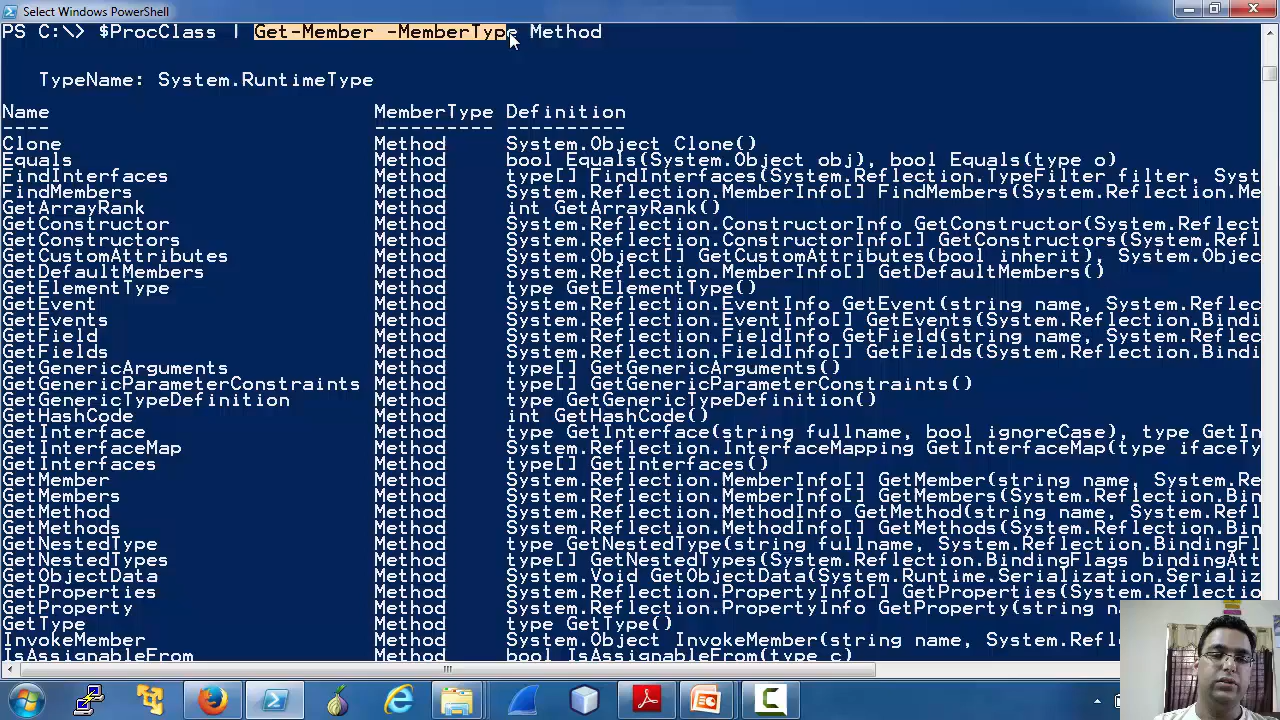 Select Windows PowerShell
PS C:\> $ProcClass | Get-Member -MemberType Method
TypeName: System.RuntimeType
Name MemberType Definition
---- ---------- ----------
Clone Method System.Object Clone()
Equals Method bool Equals(System.Object obj), bool Equals(type o)
FindInterfaces Method type[] FindInterfaces(System.Reflection.TypeFilter filter, Syst
FindMembers Method System.Reflection.MemberInfo[] FindMembers(System.Reflection.Me
GetArrayRank Method int GetArrayRank()
GetConstructor Method System.Reflection.ConstructorInfo GetConstructor(System.Reflect
GetConstructors Method System.Reflection.ConstructorInfo[] GetConstructors(System.Refl
GetCustomAttributes Method System.Object[] GetCustomAttributes(bool inherit), System.Objec
GetDefaultMembers Method System.Reflection.MemberInfo[] GetDefaultMembers()
GetElementType Method type GetElementType()
GetEvent Method System.Reflection.EventInfo GetEvent(string name, System.Reflec
GetEvents Method System.Reflection.EventInfo[] GetEvents(System.Reflection.Bindi
GetField Method System.Reflection.FieldInfo GetField(string name, System.Reflec
GetFields Method System.Reflection.FieldInfo[] GetFields(System.Reflection.Bindi
GetGenericArguments Method type[] GetGenericArguments()
GetGenericParameterConstraints Method type[] GetGenericParameterConstraints()
GetGenericTypeDefinition Method type GetGenericTypeDefinition()
GetHashCode Method int GetHashCode()
GetInterface Method type GetInterface(string fullname, bool ignoreCase), type GetIn
GetInterfaceMap Method System.Reflection.InterfaceMapping GetInterfaceMap(type ifaceTy
GetInterfaces Method type[] GetInterfaces()
GetMember Method System.Reflection.MemberInfo[] GetMember(string name, System.Re
GetMembers Method System.Reflection.MemberInfo[] GetMembers(System.Reflection.Bin
GetMethod Method System.Reflection.MethodInfo GetMethod(string name, System.Refl
GetMethods Method System.Reflection.MethodInfo[] GetMethods(System.Reflection.Bin
GetNestedType Method type GetNestedType(string fullname, System.Reflection.BindingFl
GetNestedTypes Method type[] GetNestedTypes(System.Reflection.BindingFlags bindingAtt
GetObjectData Method System.Void GetObjectData(System.Runtime.Serialization.Serializ
GetProperties Method System.Reflection.PropertyInfo[] GetProperties(System.Reflectio
GetProperty Method System.Reflection.PropertyInfo GetProperty(string
GetType Method type GetType()
InvokeMember Method System.Object InvokeMember(string name, System.Refl
IsAssignableFrom Method bool IsAssignableFrom(type c)